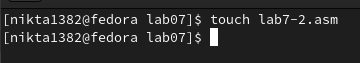 [nikta1382@fedora lab07]$ touch lab7-2.asm
[nikta1382@fedora lab07]$